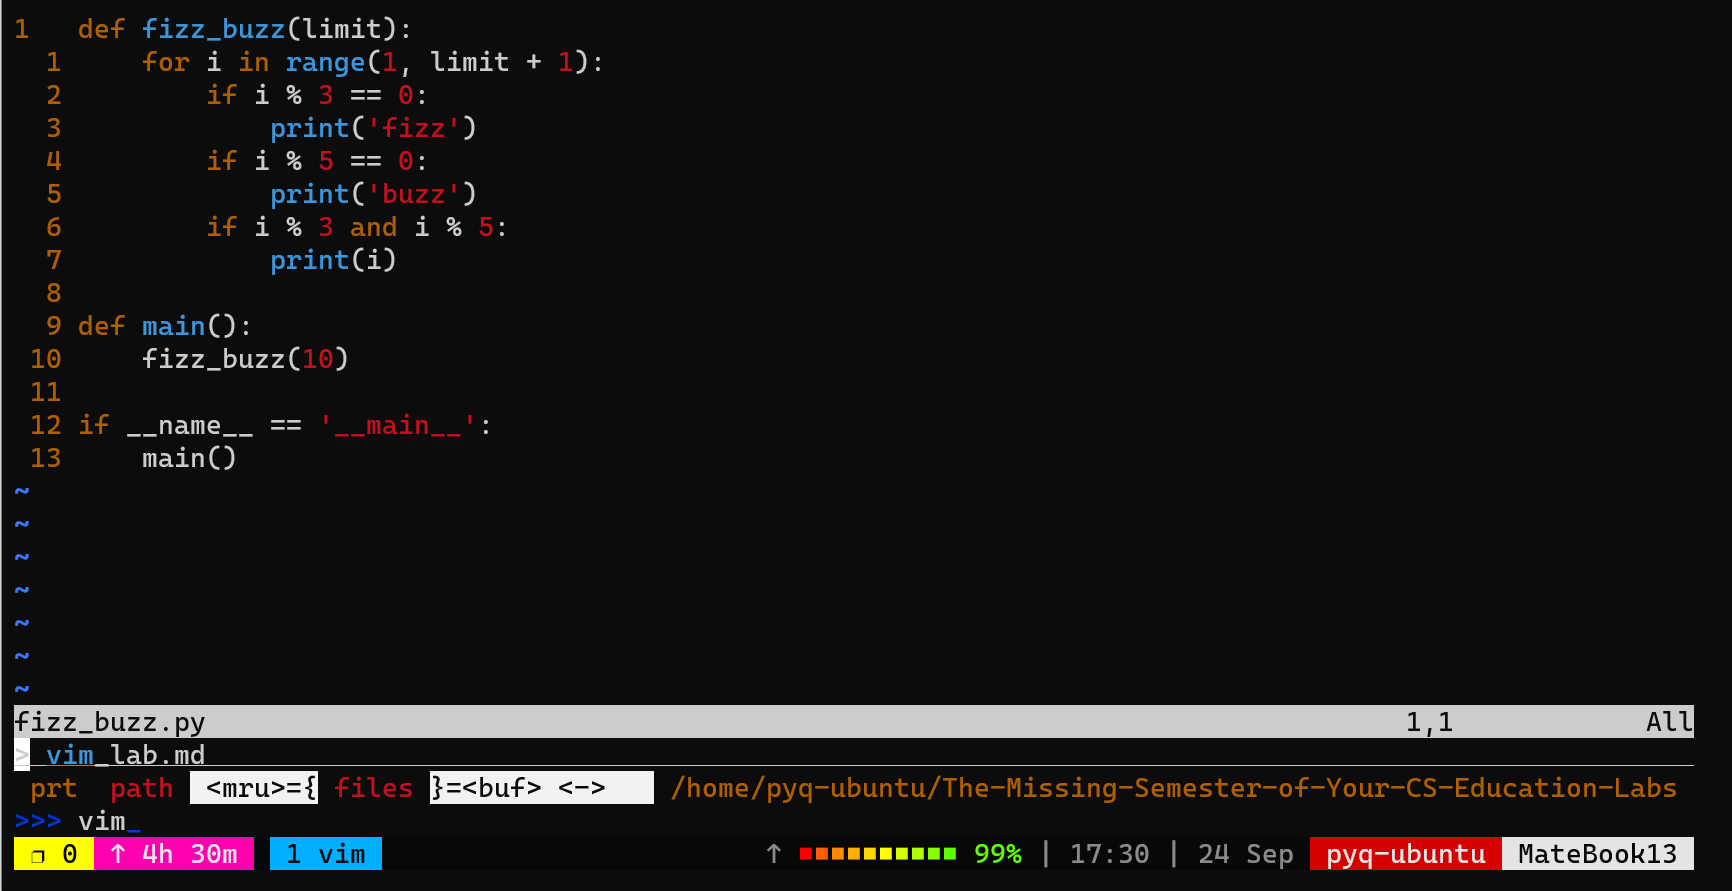 1   def fizz_buzz(limit):
  1     for i in range(1, limit + 1):
  2         if i % 3 == 0:
  3             print('fizz')
  4         if i % 5 == 0:
  5             print('buzz')
  6         if i % 3 and i % 5:
  7             print(i)
  8
  9 def main():
 10     fizz_buzz(10)
 11
 12 if __name__ == '__main__':
 13     main()
~
~
~
~
~
~
~
fizz_buzz.py 1,1 All
> vim_lab.md
 prt  path  <mru>={ files }=<buf> <-> /home/pyq-ubuntu/The-Missing-Semester-of-Your-CS-Education-Labs
>>> vim_
❐ 0 ↑ 4h 30m 1 vim ↑ 99% | 17:30 | 24 Sep pyq-ubuntu MateBook13